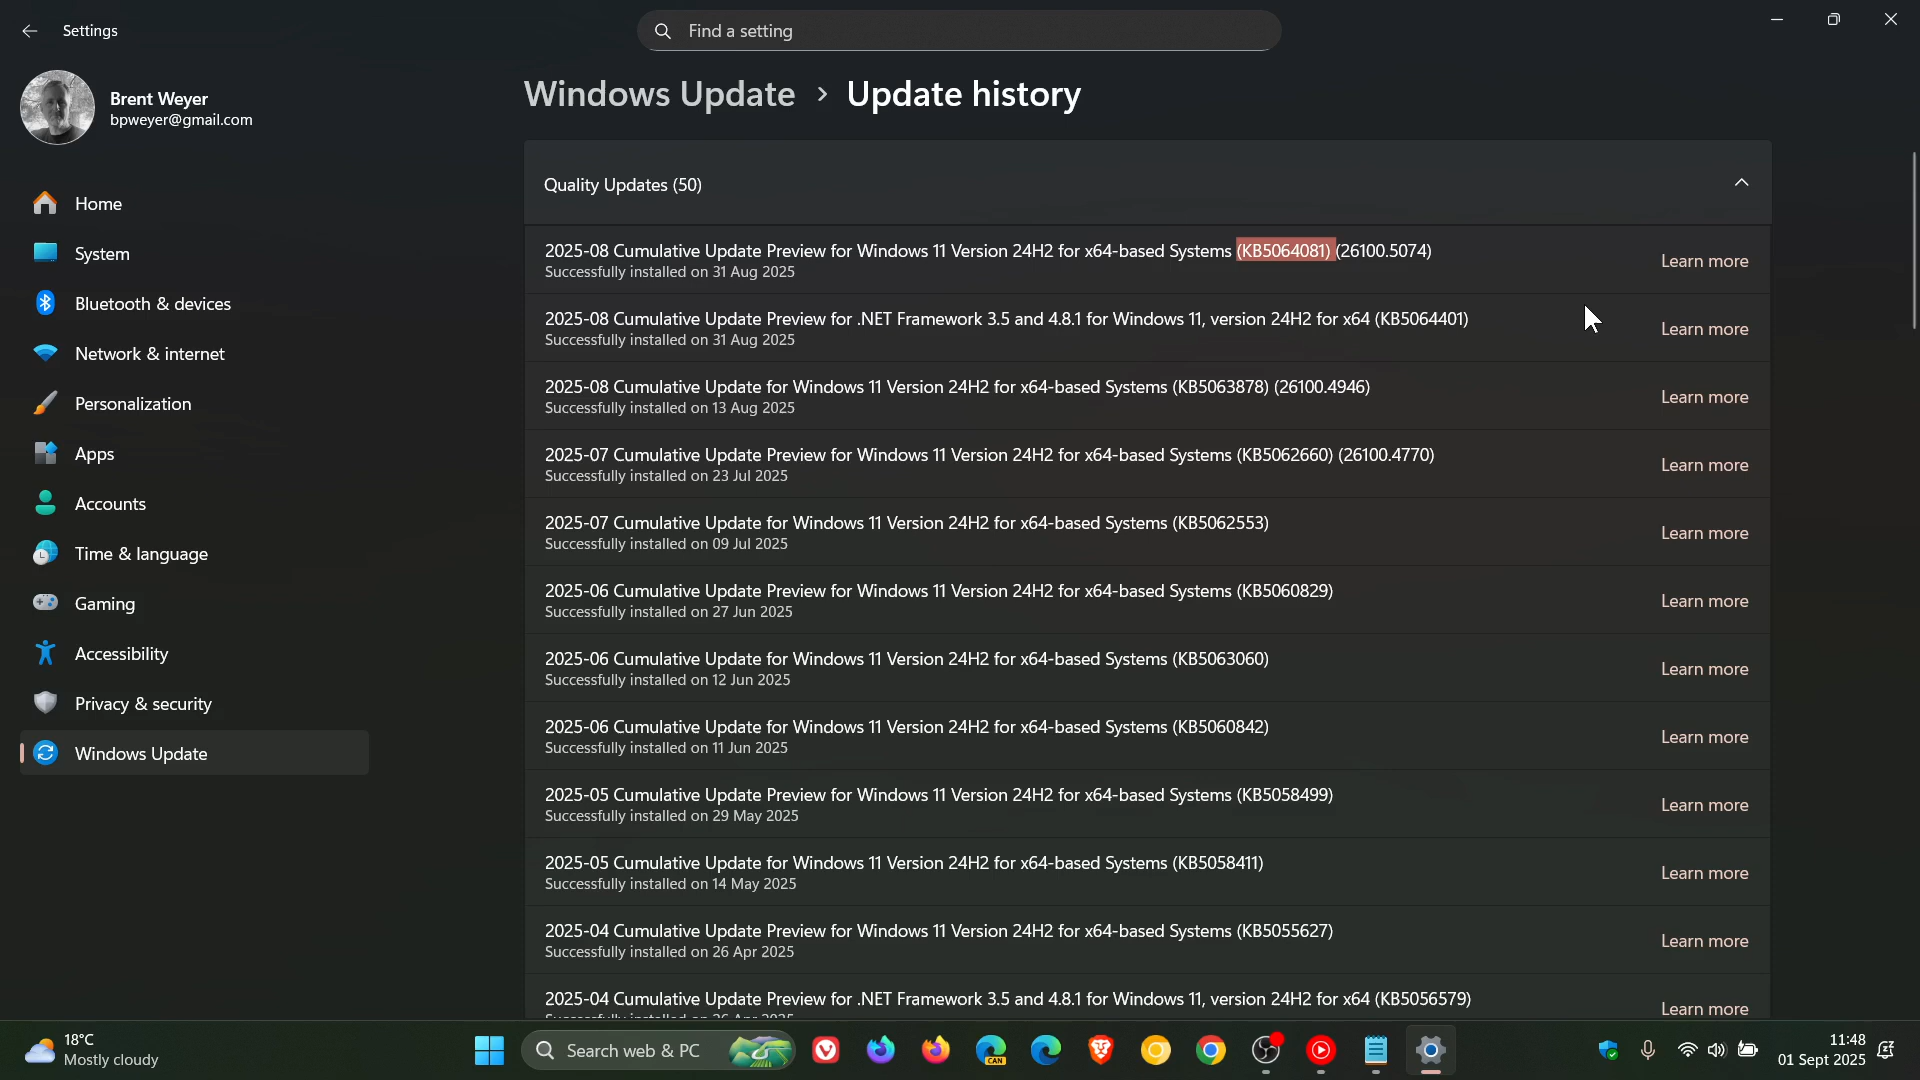 Settings
Find a setting
Brent Weyer
bpweyer@gmail.com
Home
System
Bluetooth & devices
Network & internet
Personalization
Apps
Accounts
Time & language
Gaming
Accessibility
Privacy & security
Windows Update
Windows Update > Update history
Quality Updates (50)
2025-08 Cumulative Update Preview for Windows 11 Version 24H2 for x64-based Systems (KB5064081) (26100.5074)
Successfully installed on 31 Aug 2025
Learn more
2025-08 Cumulative Update Preview for .NET Framework 3.5 and 4.8.1 for Windows 11, version 24H2 for x64 (KB5064401)
Successfully installed on 31 Aug 2025
Learn more
2025-08 Cumulative Update for Windows 11 Version 24H2 for x64-based Systems (KB5063878) (26100.4946)
Successfully installed on 13 Aug 2025
Learn more
2025-07 Cumulative Update Preview for Windows 11 Version 24H2 for x64-based Systems (KB5062660) (26100.4770)
Successfully installed on 23 Jul 2025
Learn more
2025-07 Cumulative Update for Windows 11 Version 24H2 for x64-based Systems (KB5062553)
Successfully installed on 09 Jul 2025
Learn more
2025-06 Cumulative Update Preview for Windows 11 Version 24H2 for x64-based Systems (KB5060829)
Successfully installed on 27 Jun 2025
Learn more
2025-06 Cumulative Update for Windows 11 Version 24H2 for x64-based Systems (KB5063060)
Successfully installed on 12 Jun 2025
Learn more
2025-06 Cumulative Update for Windows 11 Version 24H2 for x64-based Systems (KB5060842)
Successfully installed on 11 Jun 2025
Learn more
2025-05 Cumulative Update Preview for Windows 11 Version 24H2 for x64-based Systems (KB5058499)
Successfully installed on 29 May 2025
Learn more
2025-05 Cumulative Update for Windows 11 Version 24H2 for x64-based Systems (KB5058411)
Successfully installed on 14 May 2025
Learn more
2025-04 Cumulative Update Preview for Windows 11 Version 24H2 for x64-based Systems (KB5055627)
Successfully installed on 26 Apr 2025
Learn more
2025-04 Cumulative Update Preview for .NET Framework 3.5 and 4.8.1 for Windows 11, version 24H2 for x64 (KB5056579)
Successfully installed on 26 Apr 2025
Learn more
18°C
Mostly cloudy
Search web & PC
CAN
11:48
01 Sept 2025